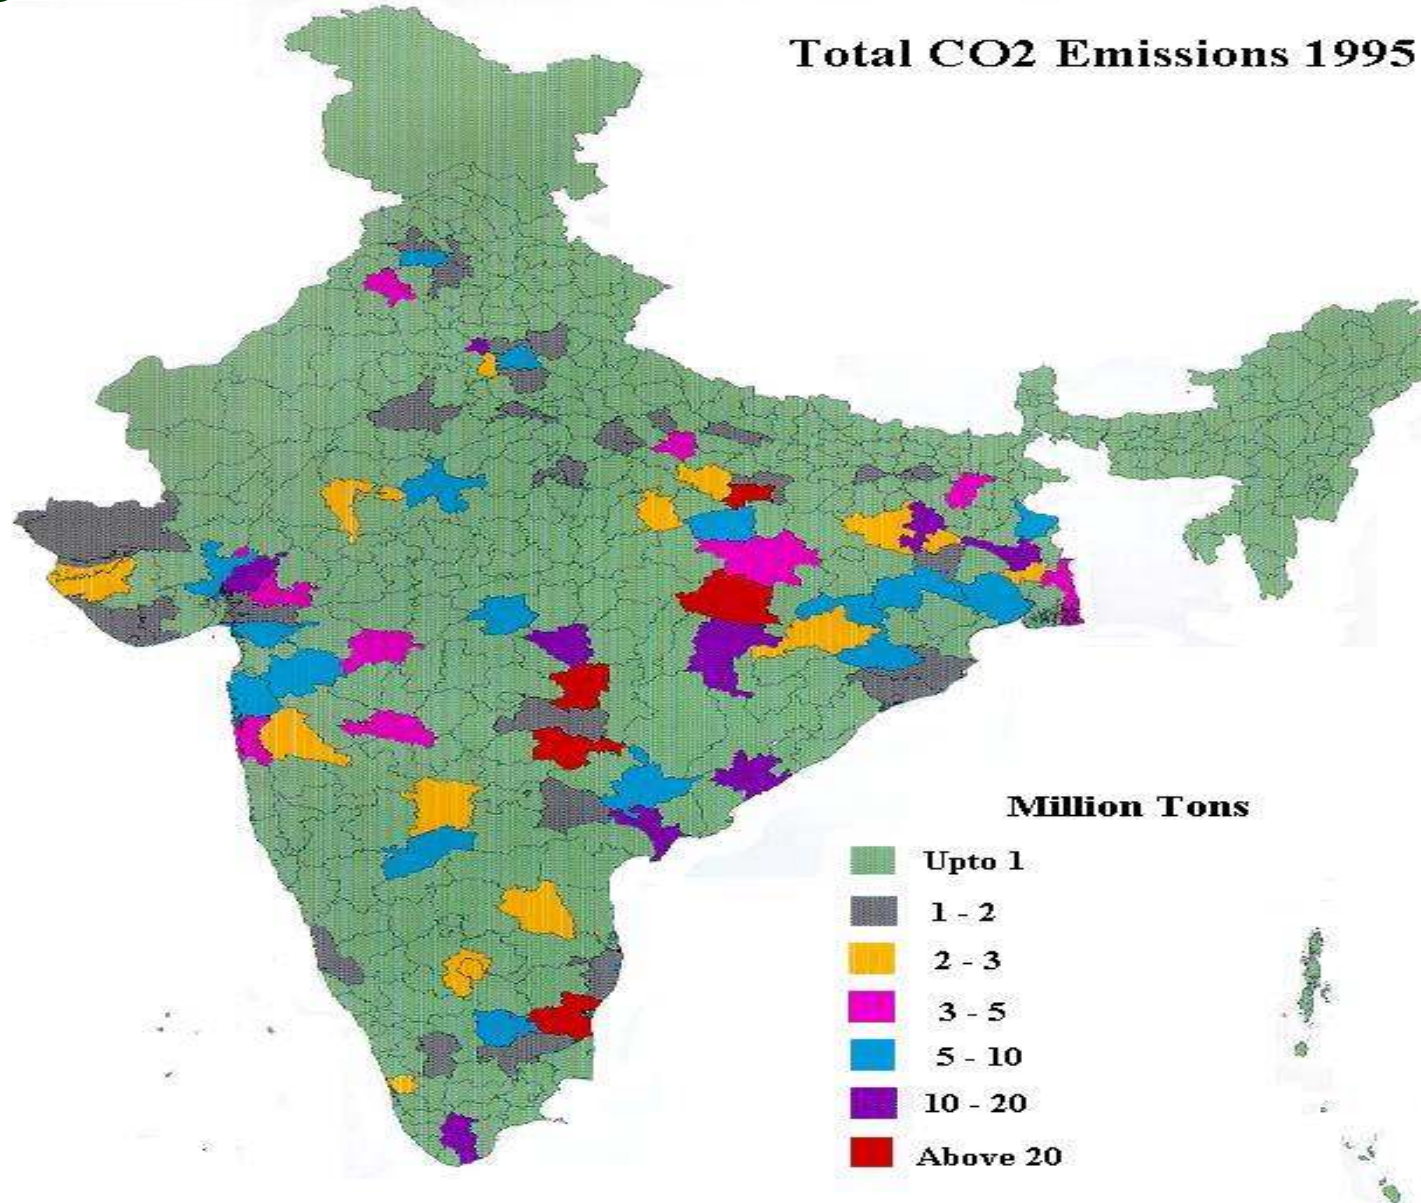 Total CO2 Emissions 1995
Million Tons
Upto 1
1 - 2
2 - 3
3 - 5
5 - 10
10 - 20
Above 20